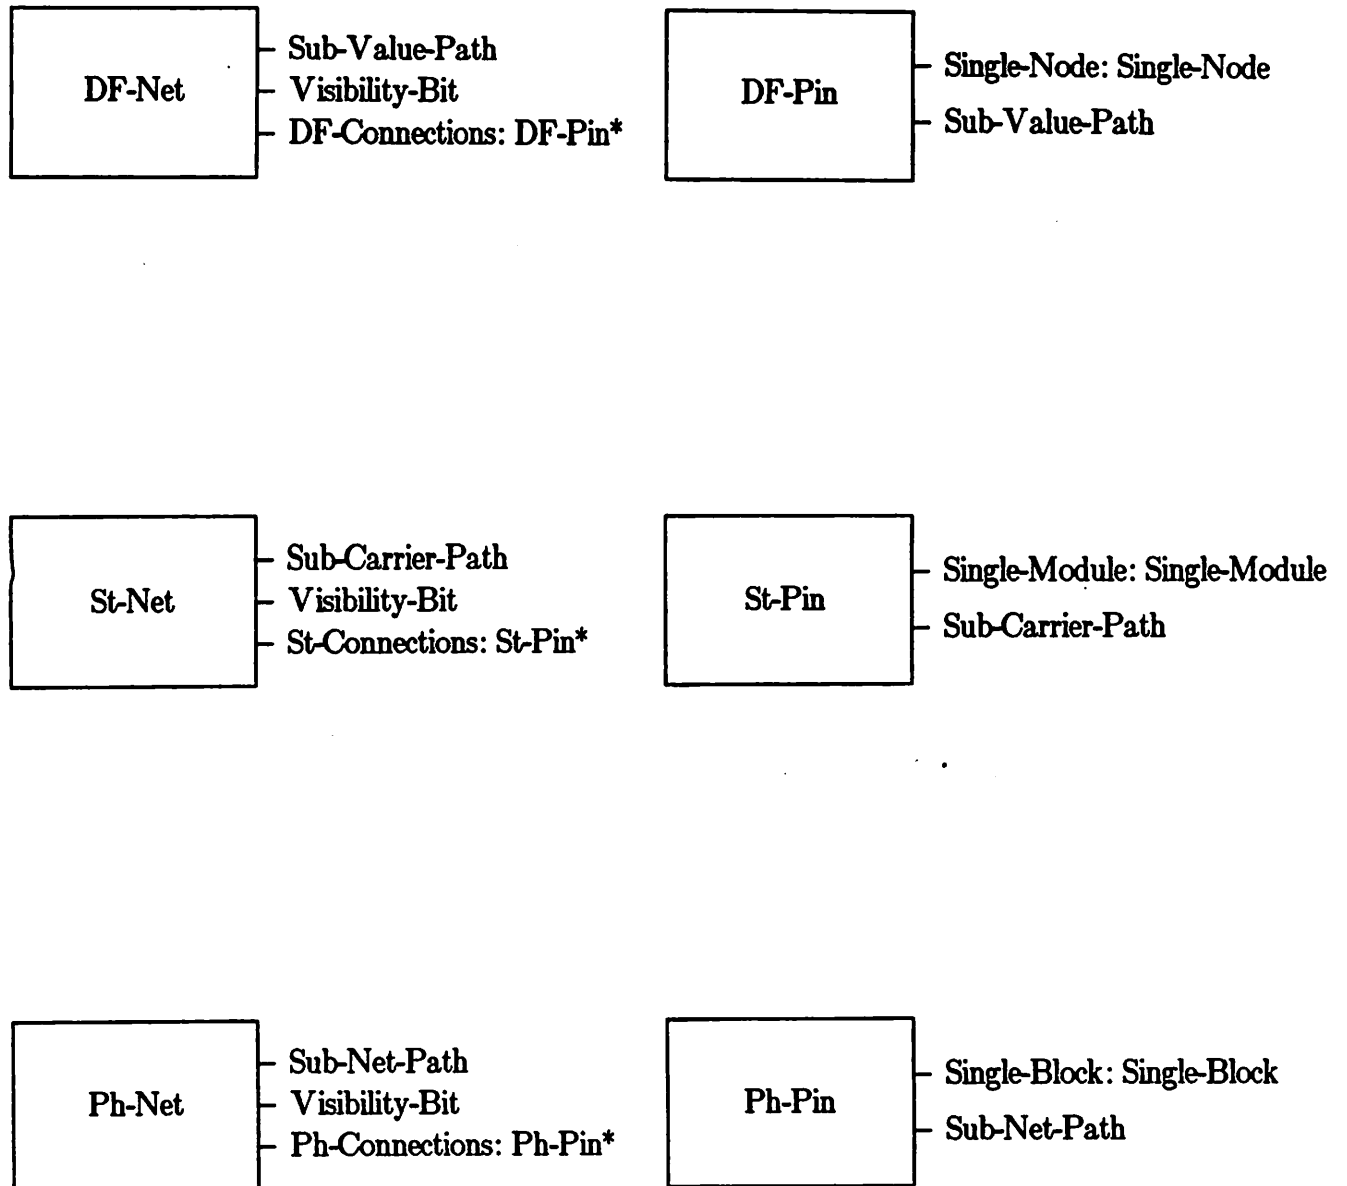 DF-Net
Sub-Value-Path
Visibility-Bit
DF-Connections: DF-Pin*
DF-Pin
Single-Node: Single-Node
Sub-Value-Path
St-Net
Sub-Carrier-Path
Visibility-Bit
St-Connections: St-Pin*
St-Pin
Single-Module: Single-Module
Sub-Carrier-Path
Ph-Net
Sub-Net-Path
Visibility-Bit
Ph-Connections: Ph-Pin*
Ph-Pin
Single-Block: Single-Block
Sub-Net-Path